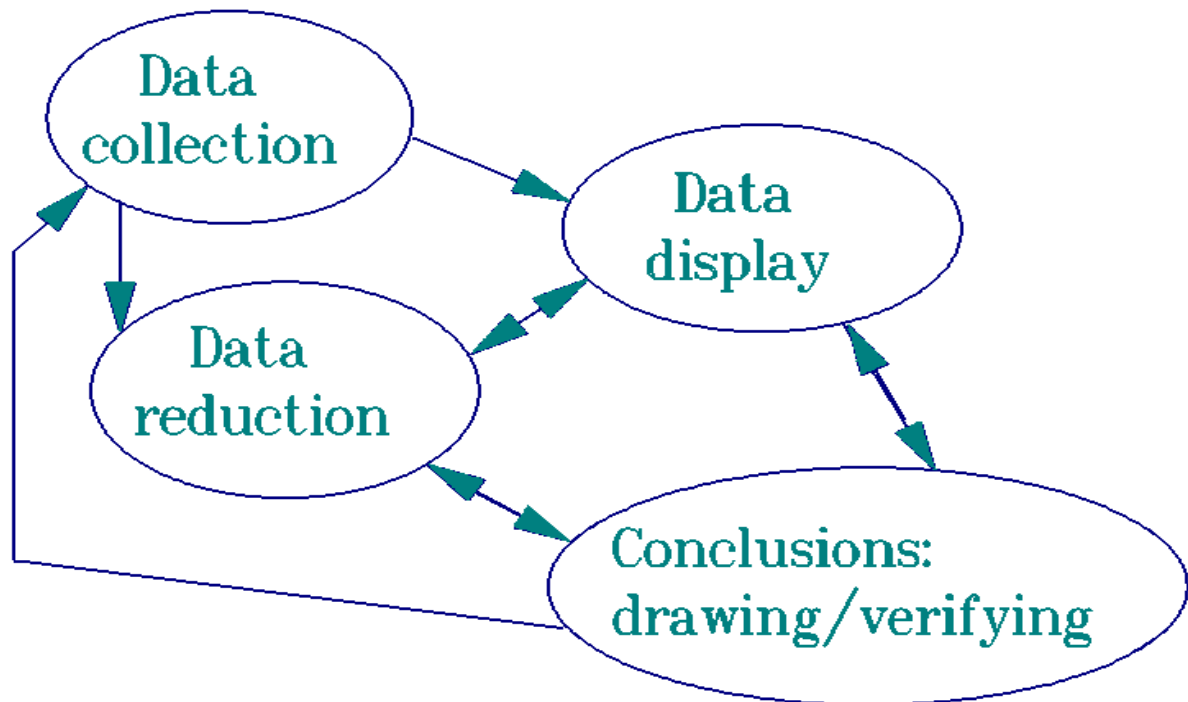 Data
collection
Data
display
Data
reduction
Conclusions:
drawing/verifying